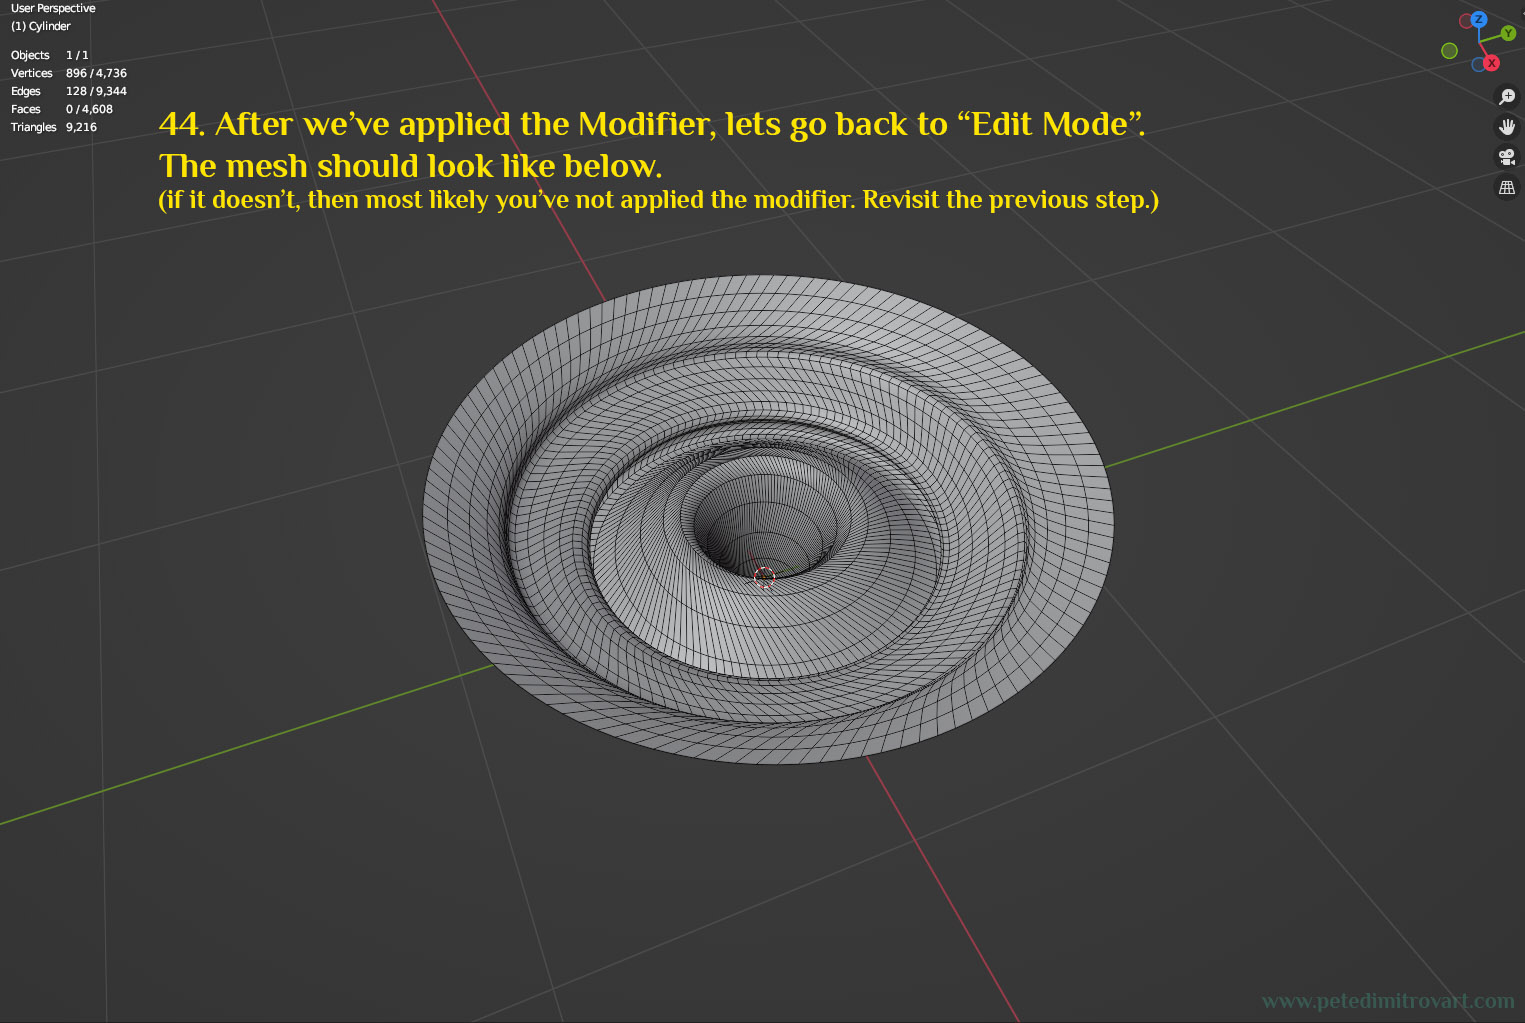 User Perspective
(1) Cylinder
Objects 1 / 1
Vertices 896 / 4,736
Edges 128 / 9,344
Faces 0 / 4,608
Triangles 9,216
44. After we’ve applied the Modifier, lets go back to “Edit Mode”.
The mesh should look like below.
(if it doesn’t, then most likely you’ve not applied the modifier. Revisit the previous step.)
Z
Y
X
www.petedimitrovart.com